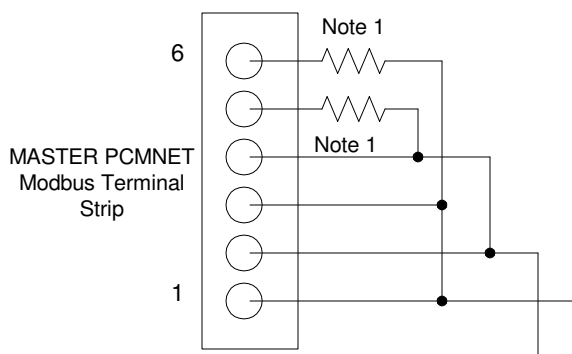 Note 1
6
Note 1
MASTER PCMNET
Modbus Terminal
Strip
1